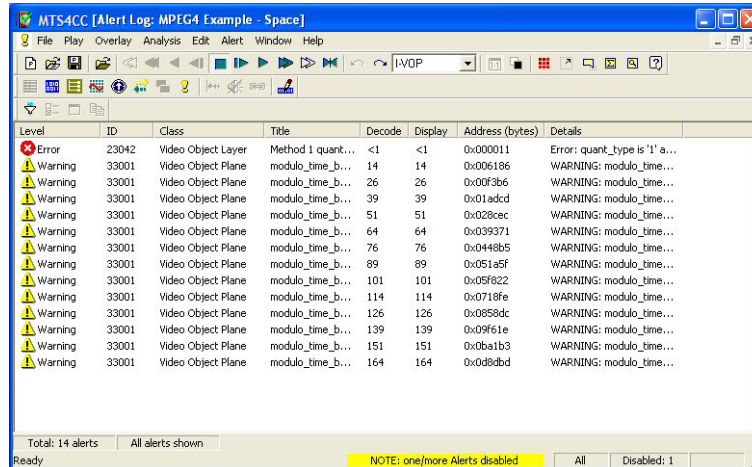 MTS4CC [Alert Log: MPEG4 Example - Space]
File Play Overlay Analysis Edit Alert Window Help
I-VOP
Level ID Class Title Decode Display Address (bytes) Details
Error 23042 Video Object Layer Method 1 quant... <1 <1 0x000011 Error: quant_type is '1' a...
Warning 33001 Video Object Plane modulo_time_b... 14 14 0x006186 WARNING: modulo_time...
Warning 33001 Video Object Plane modulo_time_b... 26 26 0x00f3b6 WARNING: modulo_time...
Warning 33001 Video Object Plane modulo_time_b... 39 39 0x01adcd WARNING: modulo_time...
Warning 33001 Video Object Plane modulo_time_b... 51 51 0x028cec WARNING: modulo_time...
Warning 33001 Video Object Plane modulo_time_b... 64 64 0x039371 WARNING: modulo_time...
Warning 33001 Video Object Plane modulo_time_b... 76 76 0x0448b5 WARNING: modulo_time...
Warning 33001 Video Object Plane modulo_time_b... 89 89 0x051a5f WARNING: modulo_time...
Warning 33001 Video Object Plane modulo_time_b... 101 101 0x05f822 WARNING: modulo_time...
Warning 33001 Video Object Plane modulo_time_b... 114 114 0x0718fe WARNING: modulo_time...
Warning 33001 Video Object Plane modulo_time_b... 126 126 0x0858dc WARNING: modulo_time...
Warning 33001 Video Object Plane modulo_time_b... 139 139 0x09f61e WARNING: modulo_time...
Warning 33001 Video Object Plane modulo_time_b... 151 151 0x0ba1b3 WARNING: modulo_time...
Warning 33001 Video Object Plane modulo_time_b... 164 164 0x0d8dbd WARNING: modulo_time...
Total: 14 alerts All alerts shown
Ready NOTE: one/more Alerts disabled All Disabled: 1